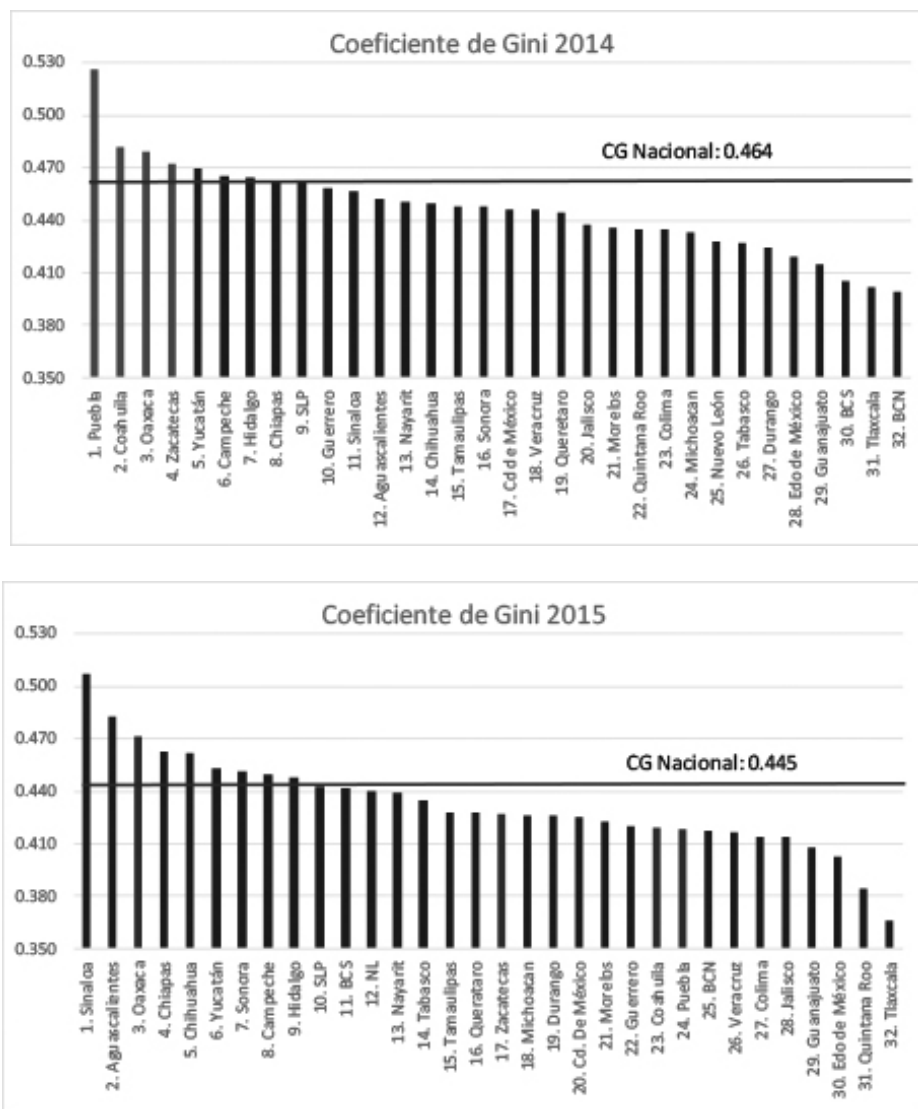 Coeficiente de Gini 2014
0.530
0.500
0.470
0.440
0.410
0.380
0.350
CG Nacional: 0.464
1. Puebla
2. Coahuila
3. Oaxaca
4. Zacatecas
5. Yucatán
6. Campeche
7. Hidalgo
8. Chiapas
9. SLP
10. Guerrero
11. Sinaloa
12. Aguascalientes
13. Nayarit
14. Chihuahua
15. Tamaulipas
16. Sonora
17. Cd de México
18. Veracruz
19. Queretaro
20. Jalisco
21. Morelos
22. Quintana Roo
23. Colima
24. Michoacan
25. Nuevo León
26. Tabasco
27. Durango
28. Edo de México
29. Guanajuato
30. BCS
31. Tlaxcala
32. BCN
Coeficiente de Gini 2015
0.530
0.500
0.470
0.440
0.410
0.380
0.350
CG Nacional: 0.445
1. Sinaloa
2. Aguascalientes
3. Oaxaca
4. Chiapas
5. Chihuahua
6. Yucatán
7. Sonora
8. Campeche
9. Hidalgo
10. SLP
11. BCS
12. NL
13. Nayarit
14. Tabasco
15. Tamaulipas
16. Querataro
17. Zacatecas
18. Michoacan
19. Durango
20. Cd. De México
21. Morelos
22. Guerrero
23. Coahuila
24. Puebla
25. BCN
26. Veracruz
27. Colima
28. Jalisco
29. Guanajuato
30. Edo de México
31. Quintana Roo
32. Tlaxcala